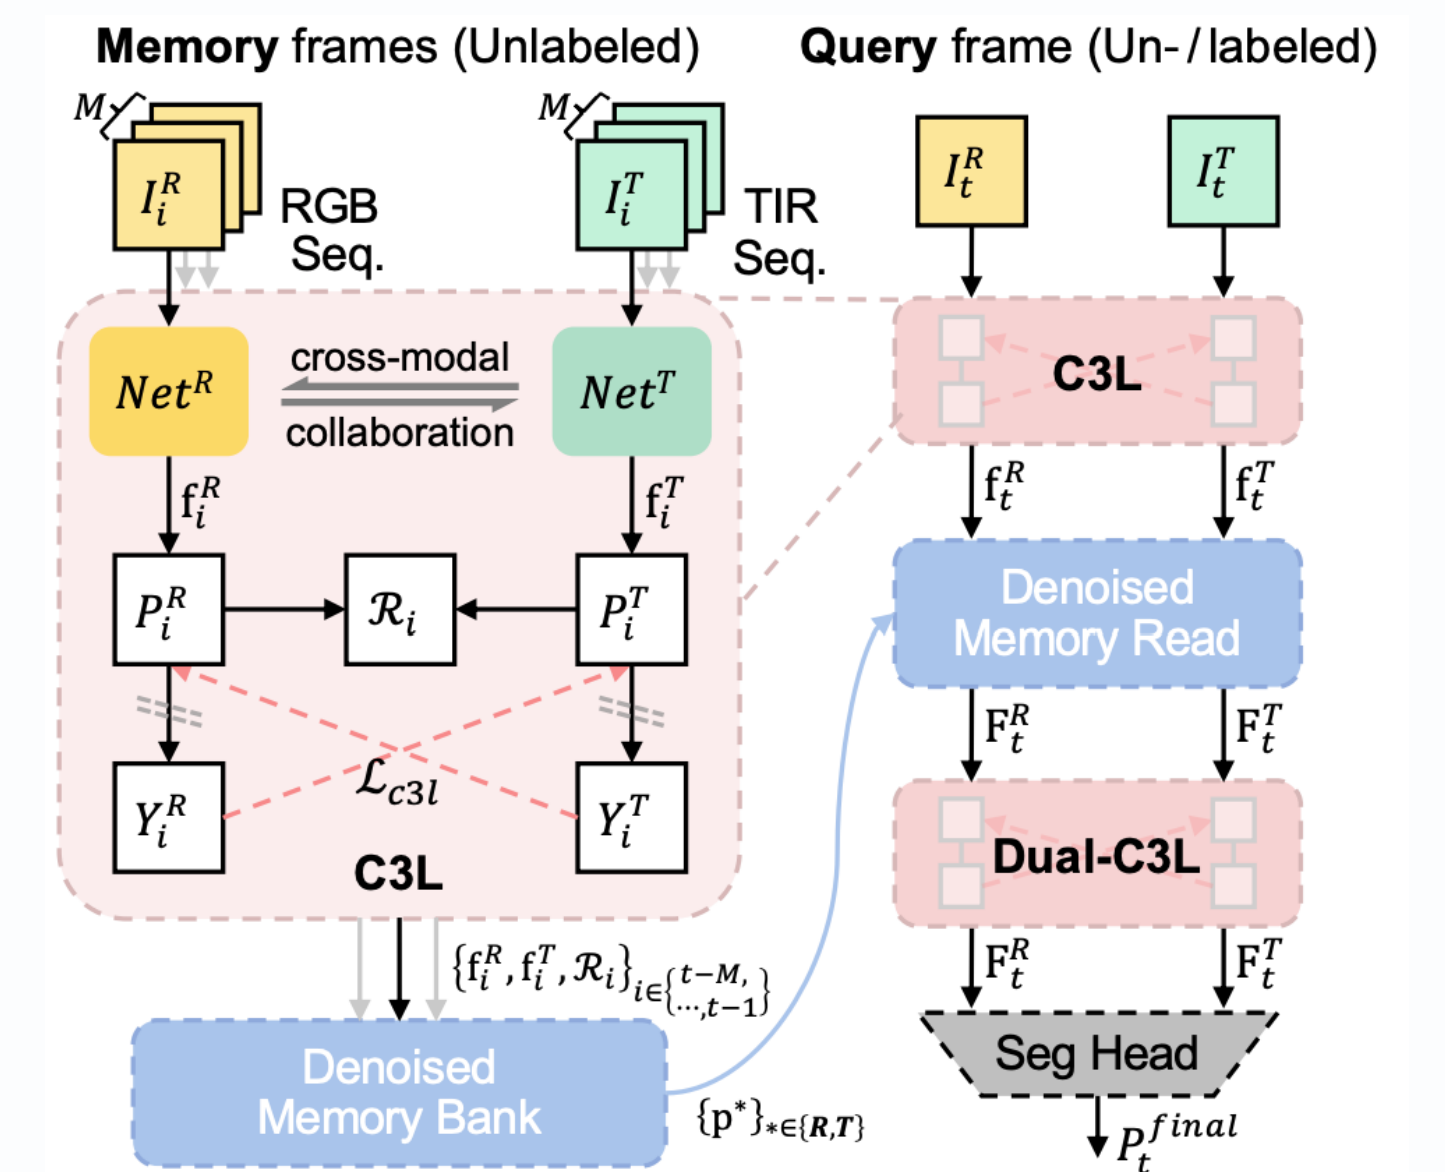 Memory frames (Unlabeled)
M
I_i^R
RGB
Seq.
M
I_i^T
TIR
Seq.
Net^R
cross-modal
collaboration
Net^T
f_i^R
f_i^T
P_i^R
ℛ_i
P_i^T
ℒ_{c3l}
Y_i^R
Y_i^T
C3L
{f_i^R, f_i^T, ℛ_i}_{i∈{t−M,
⋯,t−1}}
Denoised
Memory Bank
{p^*}_{*∈{R,T}}
Query frame (Un-/labeled)
I_t^R
I_t^T
C3L
f_t^R
f_t^T
Denoised
Memory Read
F_t^R
F_t^T
Dual-C3L
F_t^R
F_t^T
Seg Head
P_t^{final}